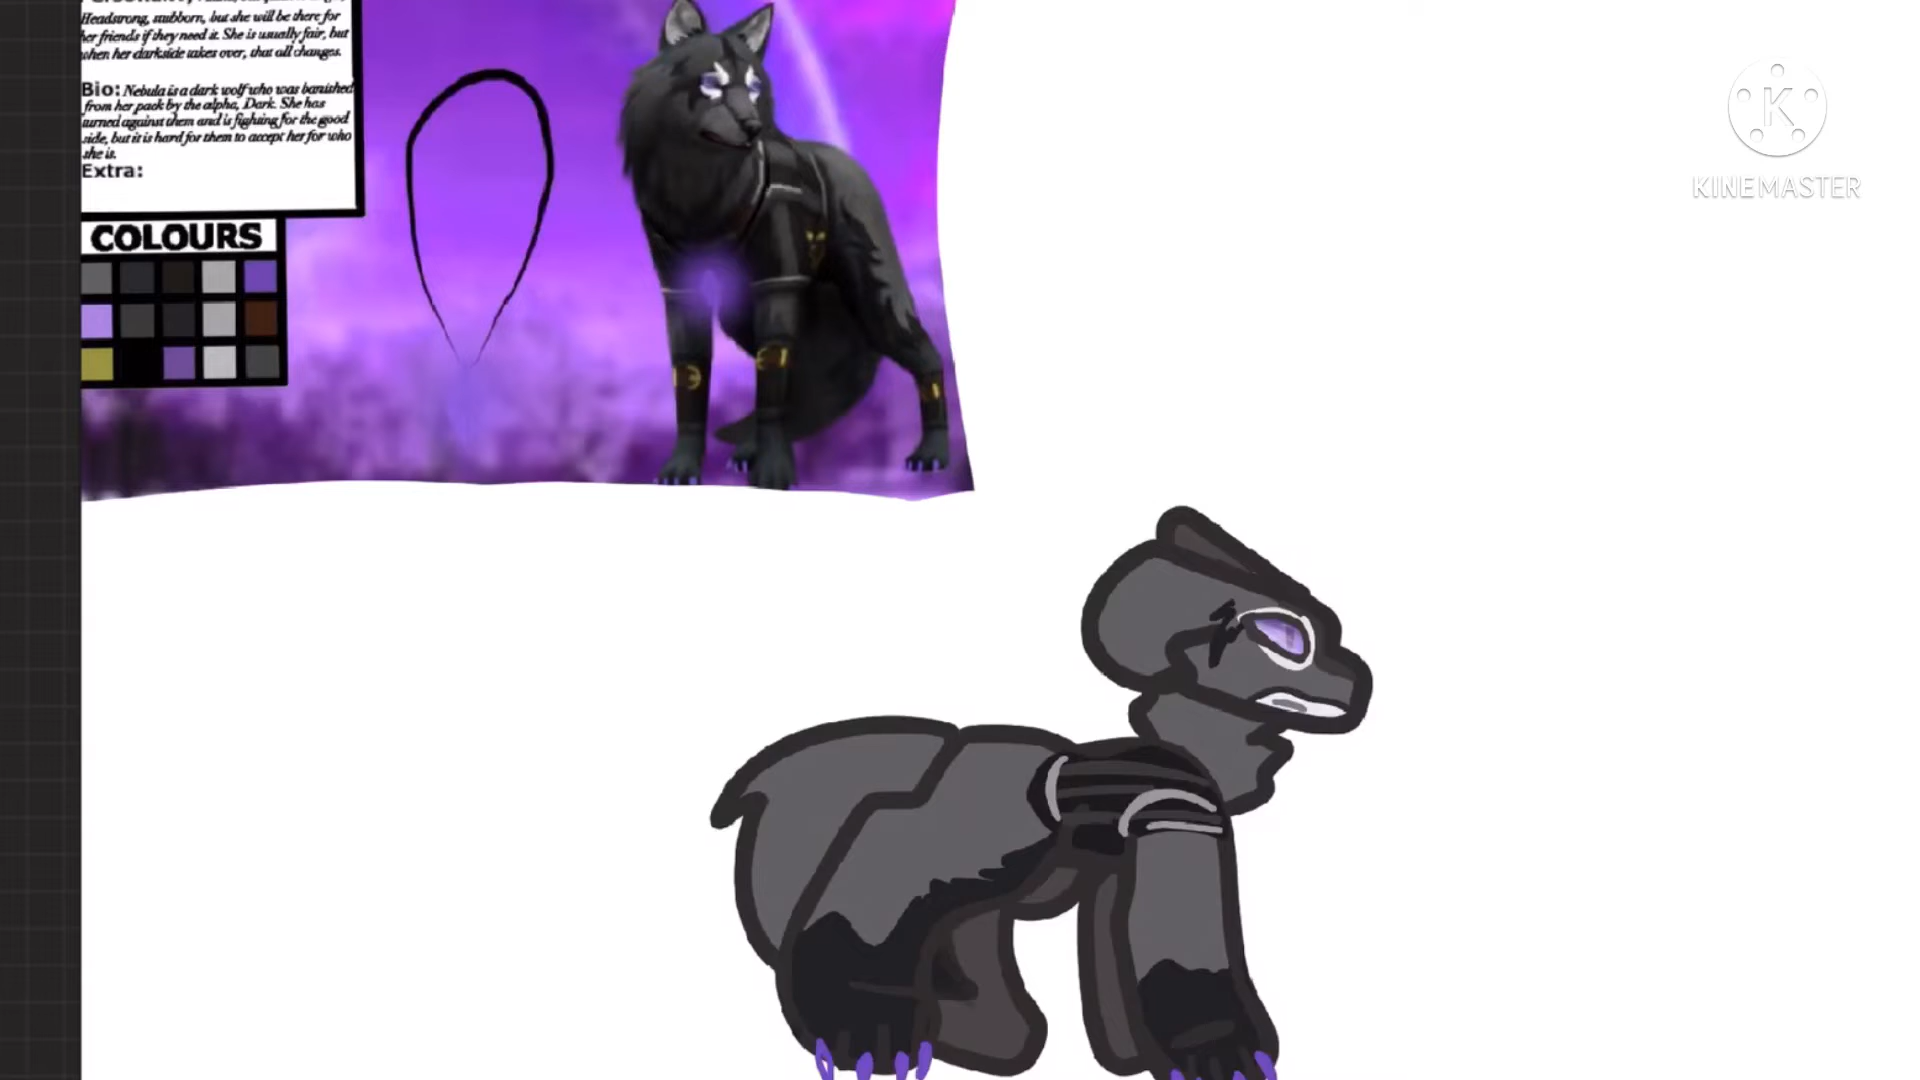 Headstrong, stubborn, but she will be there for
her friends if they need it. She is usually fair, but
when her darkside takes over, that all changes.
Bio: Nebula is a dark wolf who was banished
from her pack by the alpha, Dark. She has
turned against them and is fighting for the good
side, but it is hard for them to accept her for who
she is.
Extra:
COLOURS
K
KINEMASTER